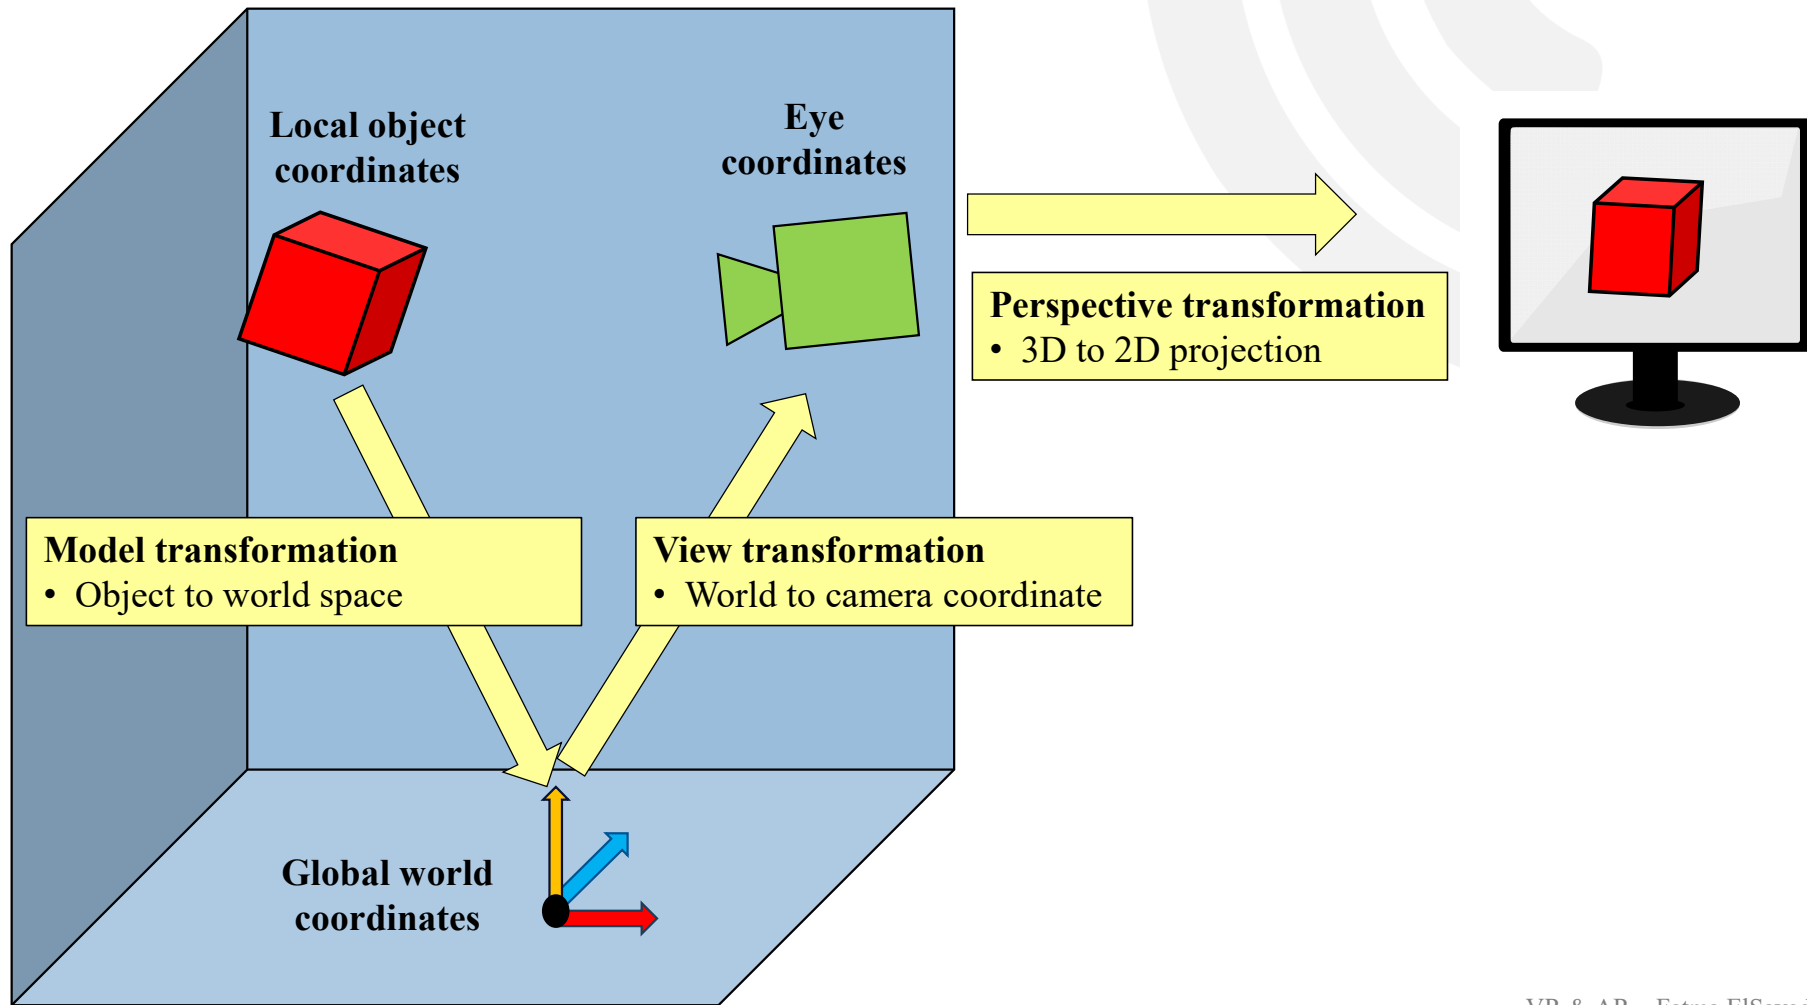 Local object
coordinates
Eye
coordinates
Perspective transformation
• 3D to 2D projection
Model transformation
• Object to world space
View transformation
• World to camera coordinate
Global world
coordinates